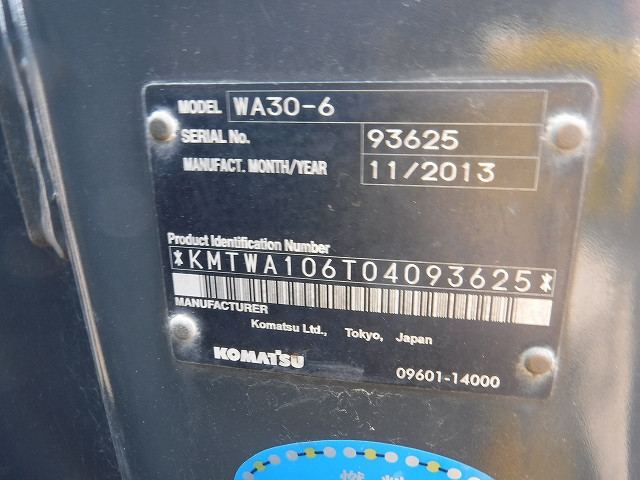 MODEL WA30-6
SERIAL No. 93625
MANUFACT. MONTH/YEAR 11/2013
Product Identification Number
*KMTWA106T04093625*
MANUFACTURER
Komatsu Ltd., Tokyo, Japan
KOMATSU
09601-14000